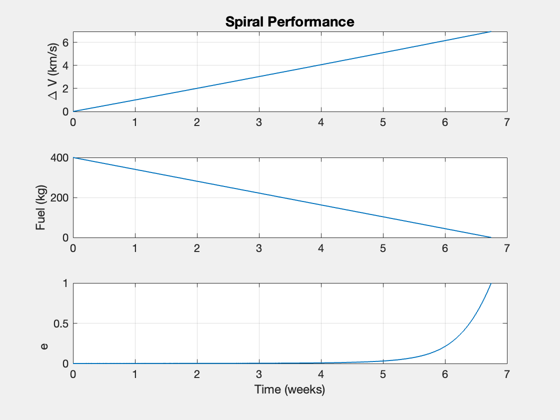 Spiral Performance
6
4
2
0
Δ V (km/s)
0 1 2 3 4 5 6 7
400
200
0
Fuel (kg)
0 1 2 3 4 5 6 7
1
0.5
0
e
0 1 2 3 4 5 6 7
Time (weeks)